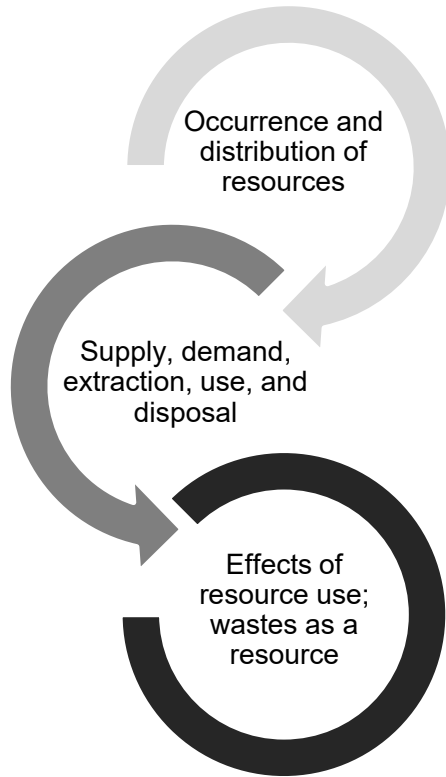 Occurrence and
distribution of
resources
Supply, demand,
extraction, use, and
disposal
Effects of
resource use;
wastes as a
resource